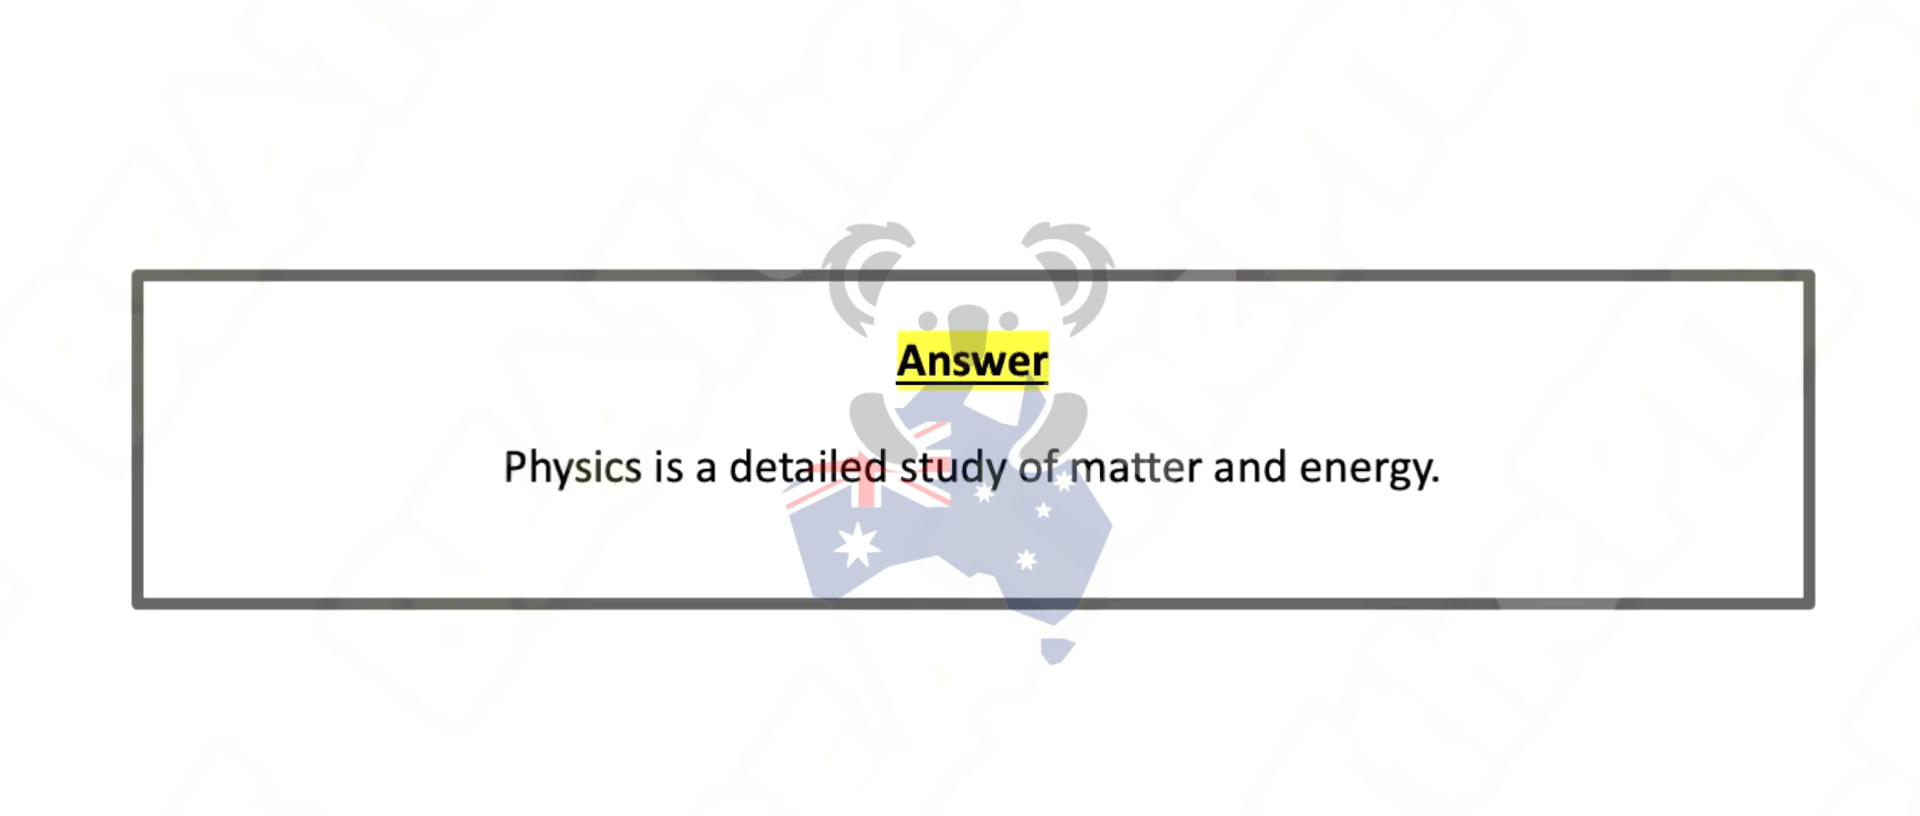 Answer
Physics is a detailed study of matter and energy.